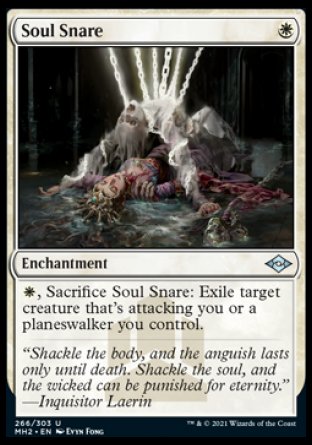 Soul Snare
Enchantment
, Sacrifice Soul Snare: Exile target
creature that's attacking you or a
planeswalker you control.
“Shackle the body, and the anguish lasts
only until death. Shackle the soul, and
the wicked can be punished for eternity.”
—Inquisitor Laerin
266/303 U
MH2 • EN Evyn Fong
™ & © 2021 Wizards of the Coast